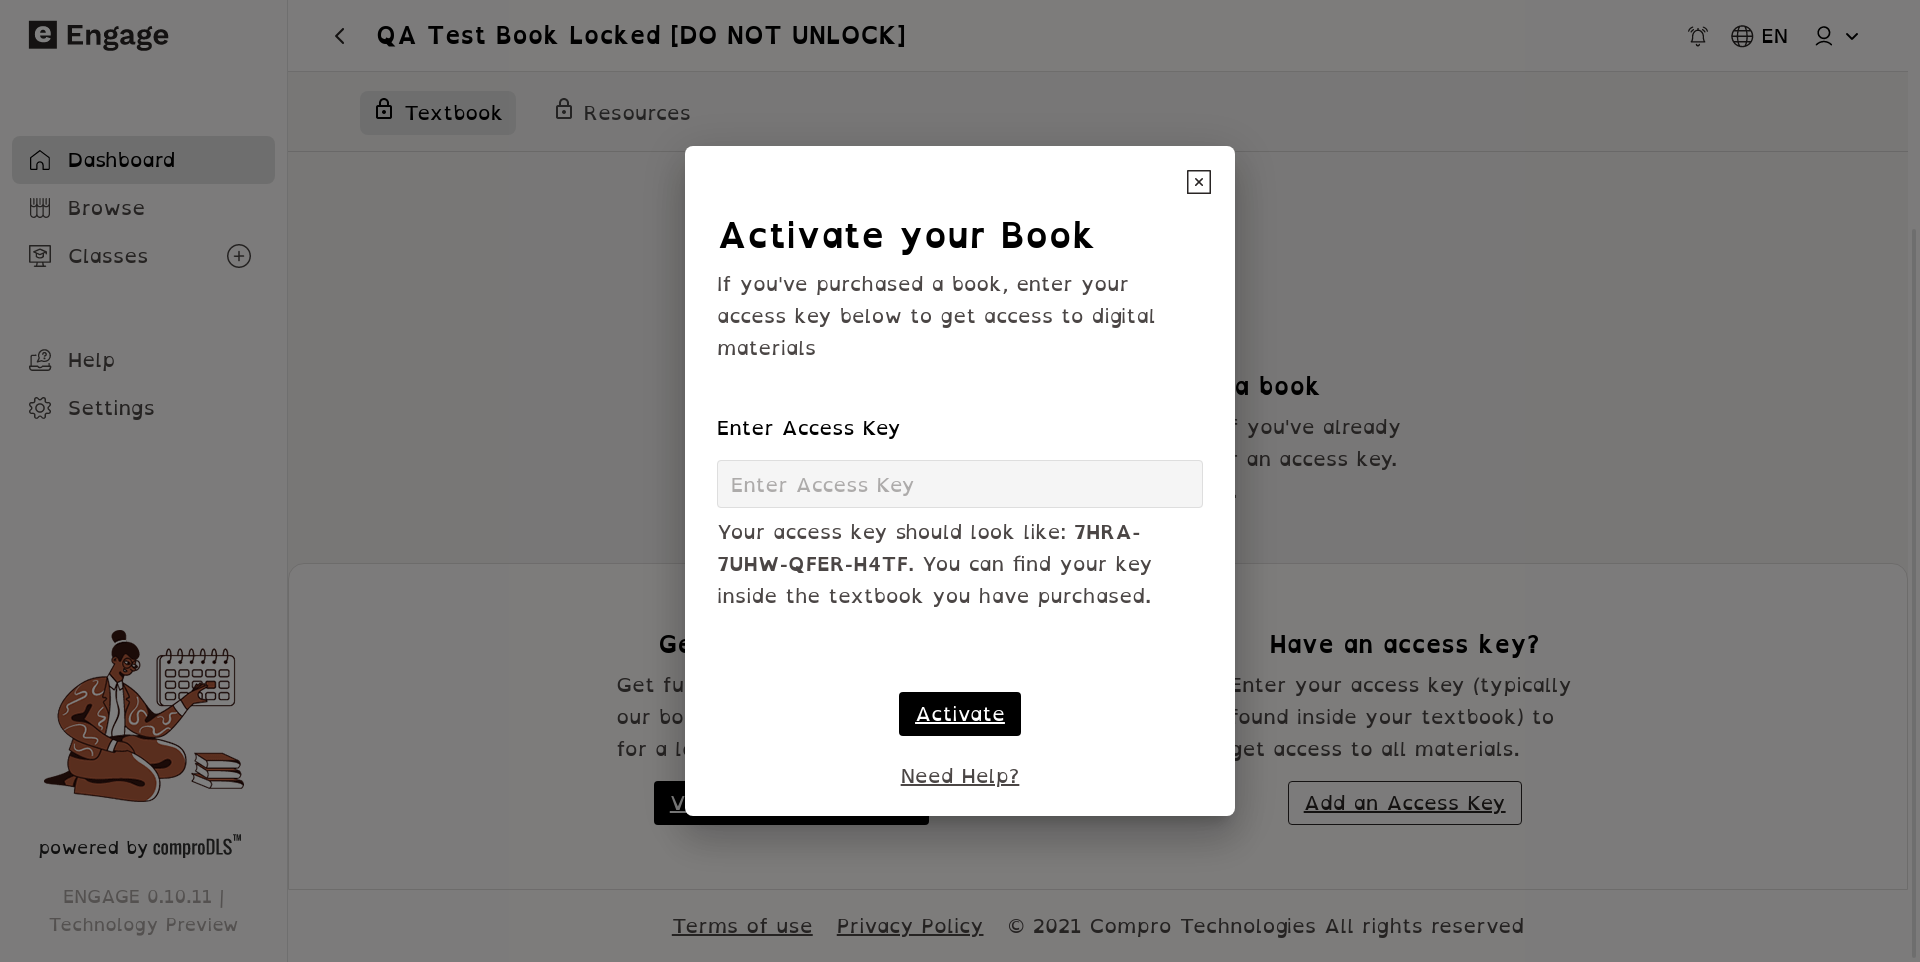 Engage
QA Test Book Locked [DO NOT UNLOCK]
EN
Textbook
Resources
Dashboard
Browse
Classes
Help
Settings
Activate your Book
If you've purchased a book, enter your
access key below to get access to digital
materials
Enter Access Key
Enter Access Key
Your access key should look like: 7HRA-
7UHW-QFER-H4TF. You can find your key
inside the textbook you have purchased.
Activate
Need Help?
a book
you've already
an access key.
Get
our
for a
Have an access key?
Enter your access key (typically
found inside your textbook) to
get access to all materials.
Add an Access Key
powered by comproDLS™
ENGAGE 0.10.11 |
Technology Preview
Terms of use Privacy Policy © 2021 Compro Technologies All rights reserved